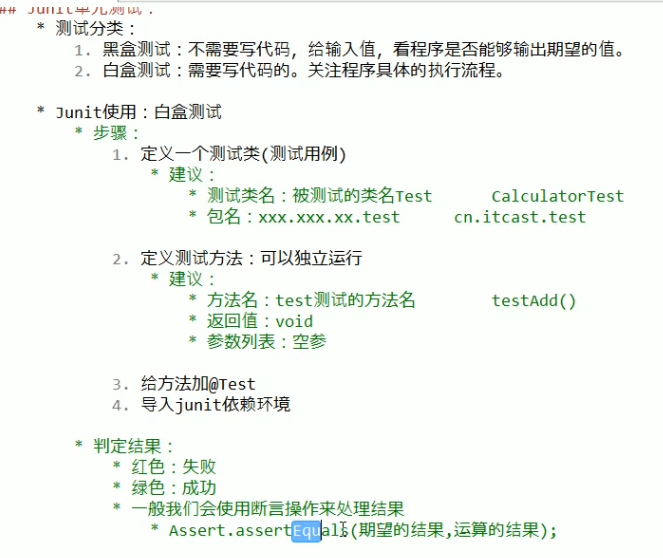 ## Junit单元测试：
* 测试分类：
1. 黑盒测试：不需要写代码，给输入值，看程序是否能够输出期望的值。
2. 白盒测试：需要写代码的。关注程序具体的执行流程。
* Junit使用：白盒测试
* 步骤：
1. 定义一个测试类(测试用例)
* 建议：
* 测试类名：被测试的类名Test CalculatorTest
* 包名：xxx.xxx.xx.test cn.itcast.test
2. 定义测试方法：可以独立运行
* 建议：
* 方法名：test测试的方法名 testAdd()
* 返回值：void
* 参数列表：空参
3. 给方法加@Test
4. 导入junit依赖环境
* 判定结果：
* 红色：失败
* 绿色：成功
* 一般我们会使用断言操作来处理结果
* Assert.assertEquals(期望的结果,运算的结果);